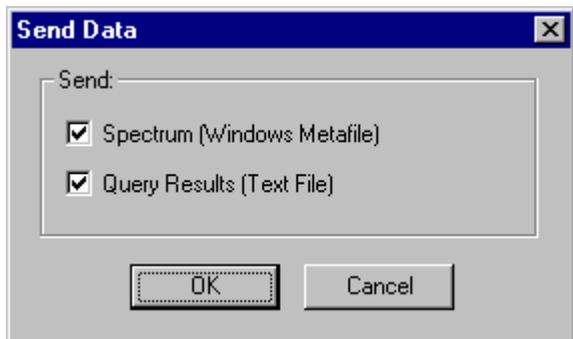 Send Data
Send:
Spectrum (Windows Metafile)
Query Results (Text File)
OK
Cancel